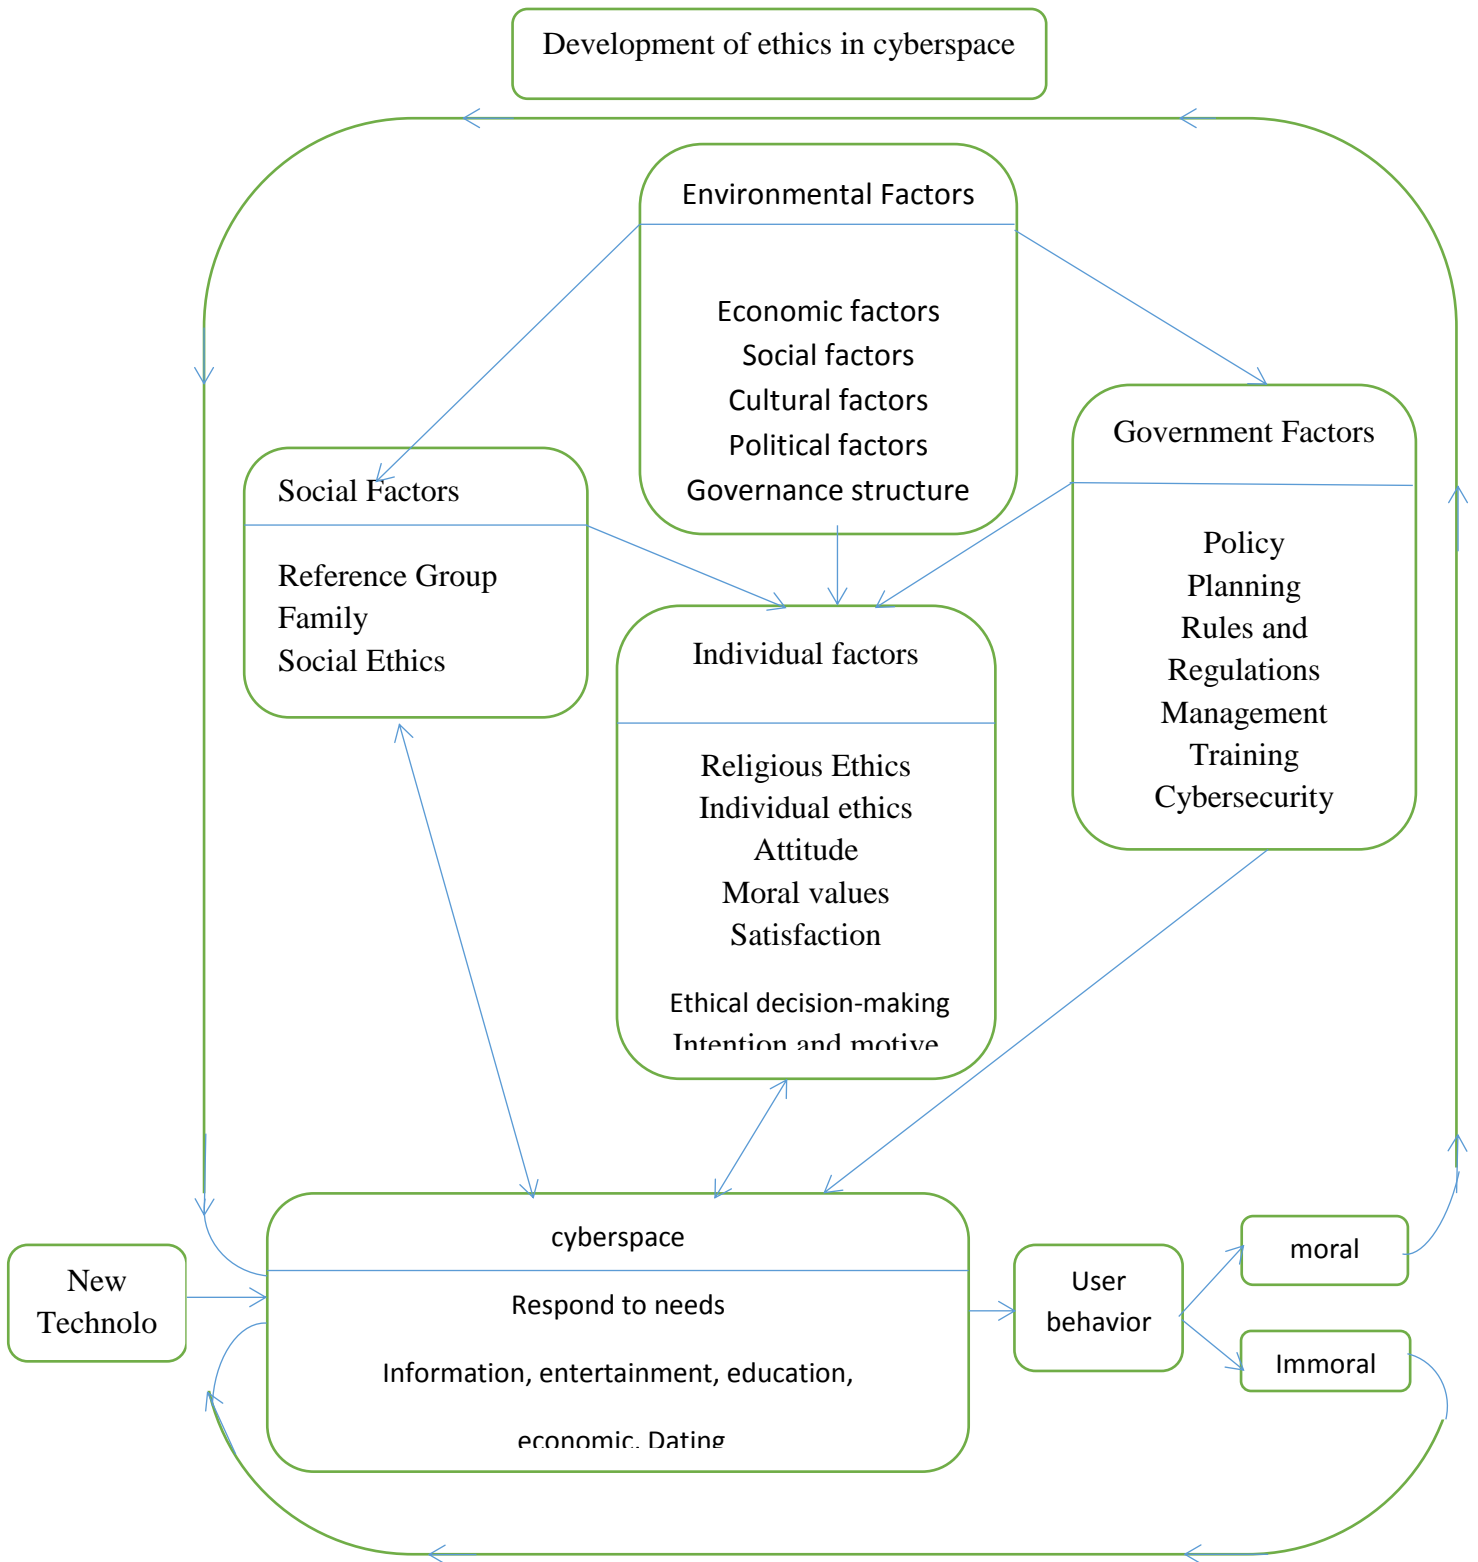 Development of ethics in cyberspace
Environmental Factors
Economic factors
Social factors
Cultural factors
Political factors
Governance structure
Government Factors
Policy
Planning
Rules and
Regulations
Management
Training
Cybersecurity
Social Factors
Reference Group
Family
Social Ethics
Individual factors
Religious Ethics
Individual ethics
Attitude
Moral values
Satisfaction
Ethical decision-making
Intention and motive
cyberspace
Respond to needs
Information, entertainment, education,
economic, Dating
New
Technolo
User
behavior
moral
Immoral